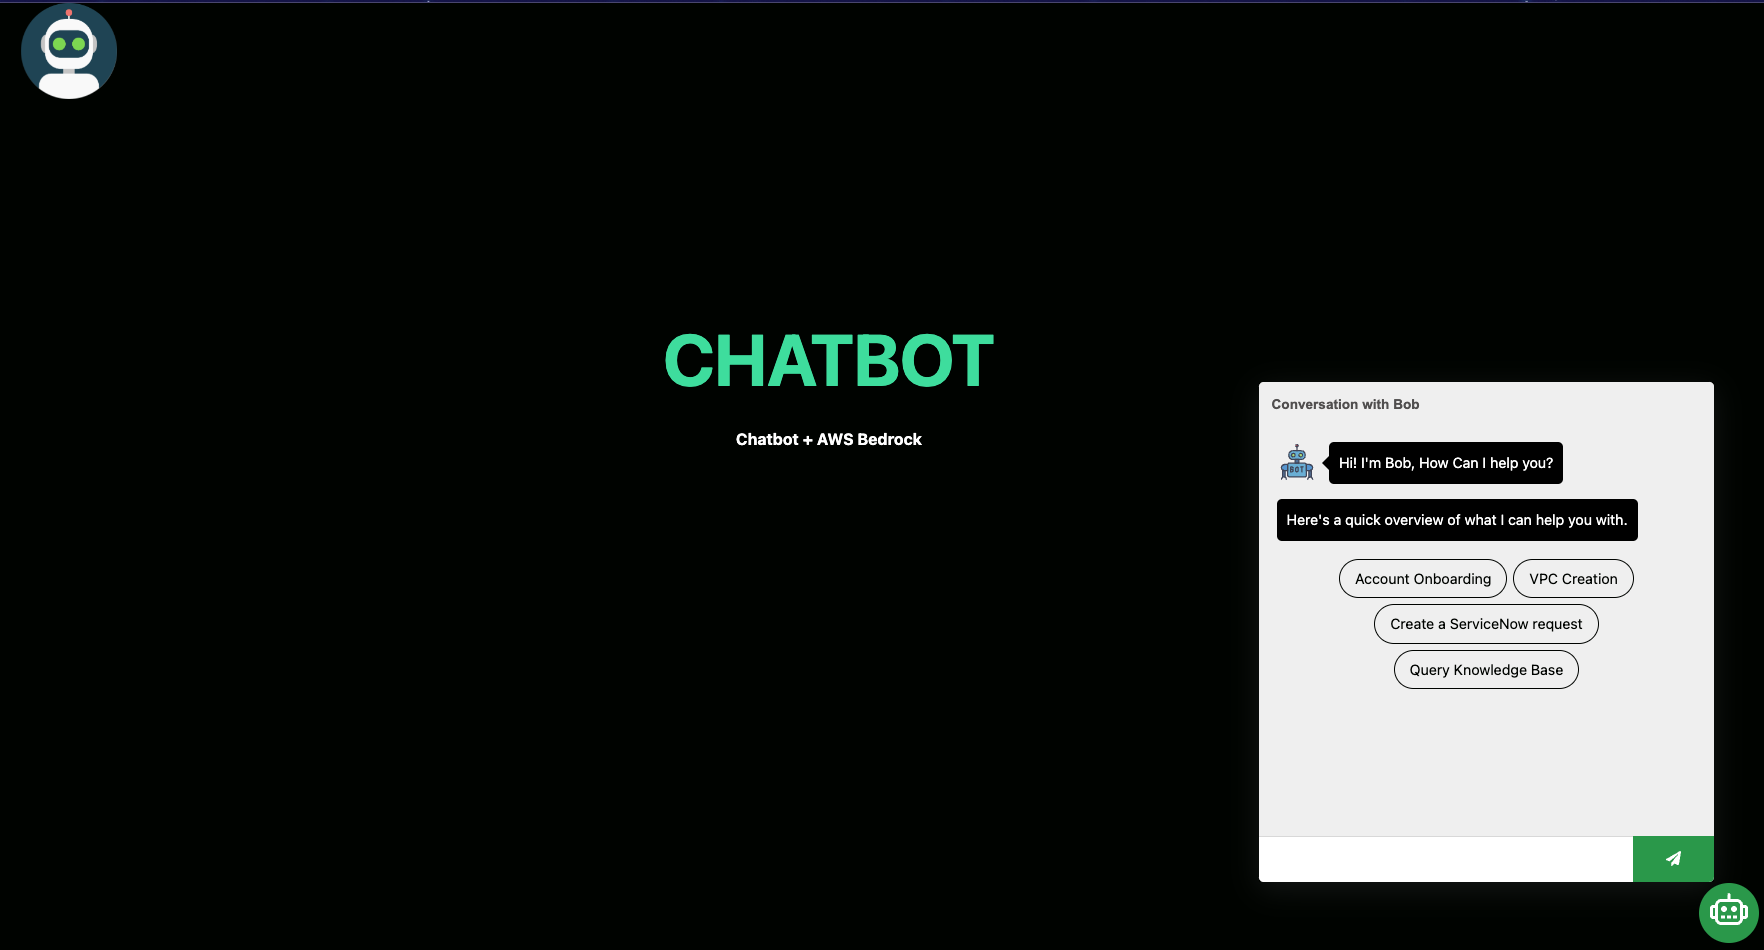 CHATBOT
Chatbot + AWS Bedrock
Conversation with Bob
BOT
Hi! I'm Bob, How Can I help you?
Here's a quick overview of what I can help you with.
Account Onboarding
VPC Creation
Create a ServiceNow request
Query Knowledge Base